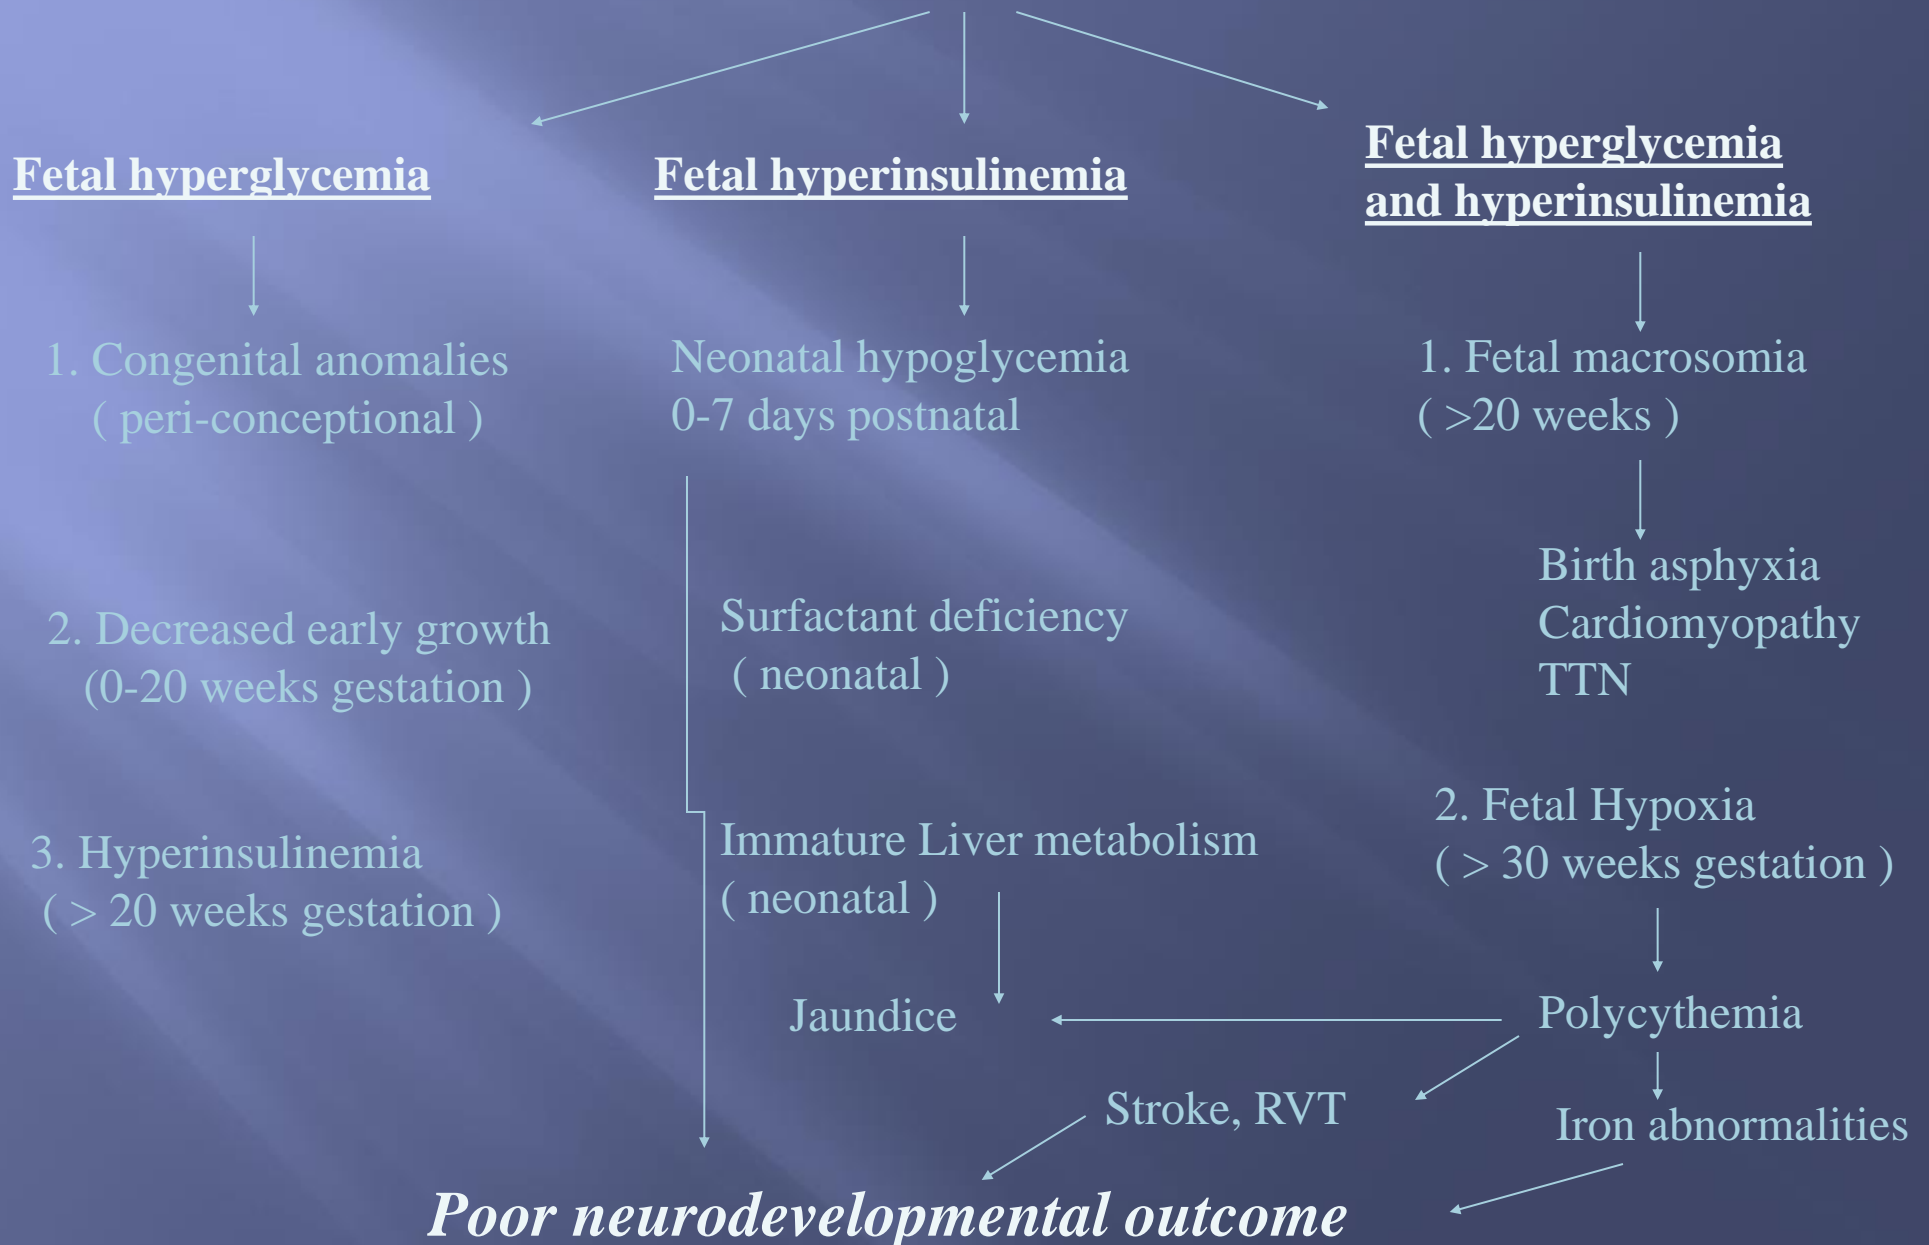 Fetal hyperglycemia
1. Congenital anomalies
( peri-conceptional )
2. Decreased early growth
(0-20 weeks gestation )
3. Hyperinsulinemia
( > 20 weeks gestation )
Fetal hyperinsulinemia
Neonatal hypoglycemia
0-7 days postnatal
Surfactant deficiency
( neonatal )
Immature Liver metabolism
( neonatal )
Jaundice
Fetal hyperglycemia
and hyperinsulinemia
1. Fetal macrosomia
( >20 weeks )
Birth asphyxia
Cardiomyopathy
TTN
2. Fetal Hypoxia
( > 30 weeks gestation )
Polycythemia
Stroke, RVT
Iron abnormalities
Poor neurodevelopmental outcome